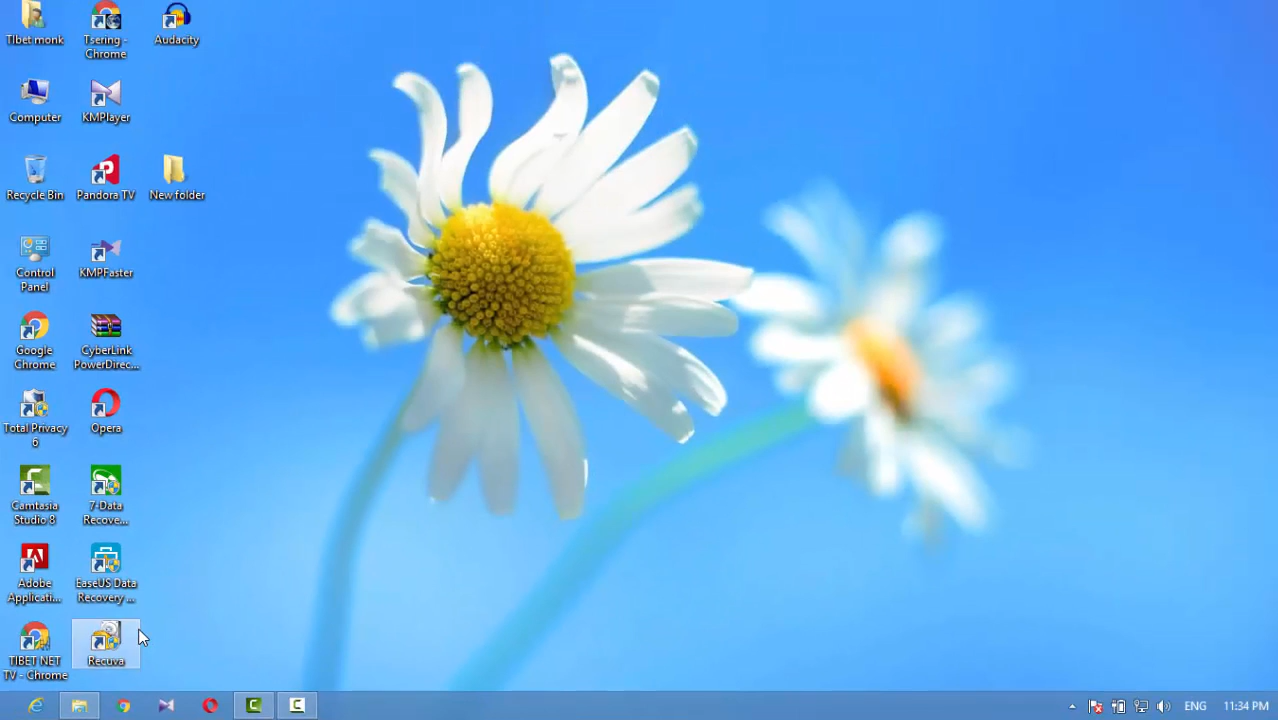 TIbet monk
Tsering -
Chrome
Audacity
Computer
KMPlayer
Recycle Bin
Pandora TV
New folder
Control
Panel
KMPFaster
Google
Chrome
CyberLink
PowerDirec...
Total Privacy
6
Opera
Camtasia
Studio 8
7-Data
Recove...
Adobe
Applicati...
EaseUS Data
Recovery ...
TIBET NET
TV - Chrome
Recuva
ENG
11:34 PM